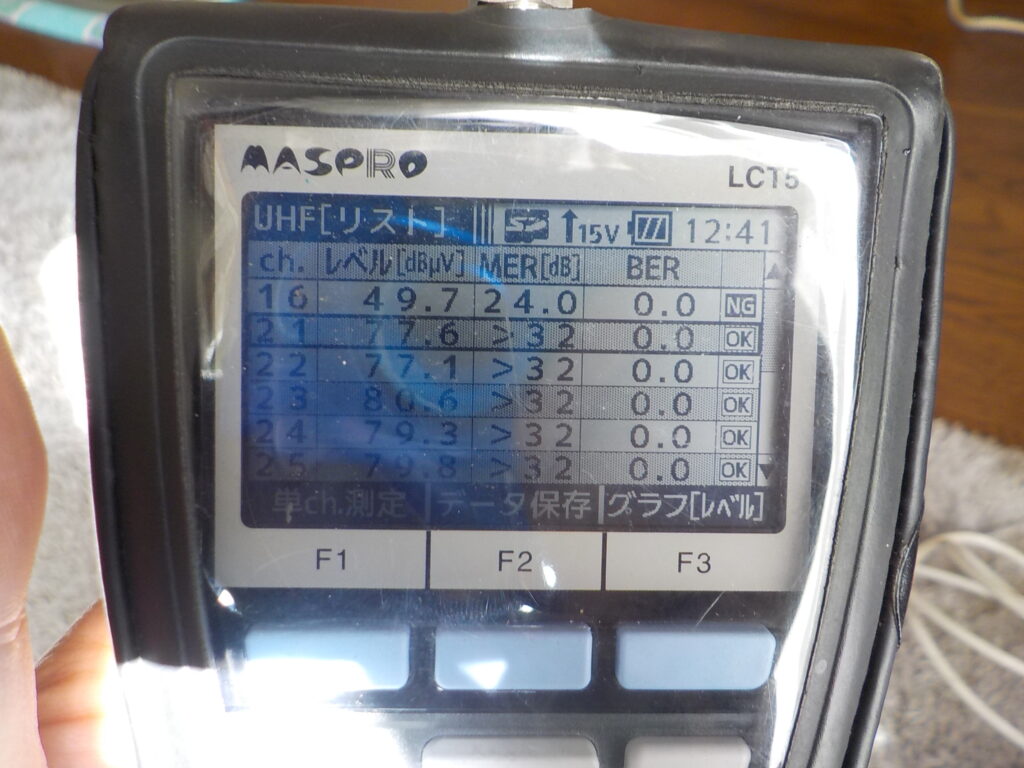 MASPRO
LCT5
UHF[リスト] 15V 12:41
ch. レベル[dBμV] MER[dB] BER
16 49.7 24.0 0.0 NG
21 77.6 >32 0.0 OK
22 77.1 >32 0.0 OK
23 80.6 >32 0.0 OK
24 79.3 >32 0.0 OK
25 79.8 >32 0.0 OK
単ch.測定 データ保存 グラフ[レベル]
F1 F2 F3